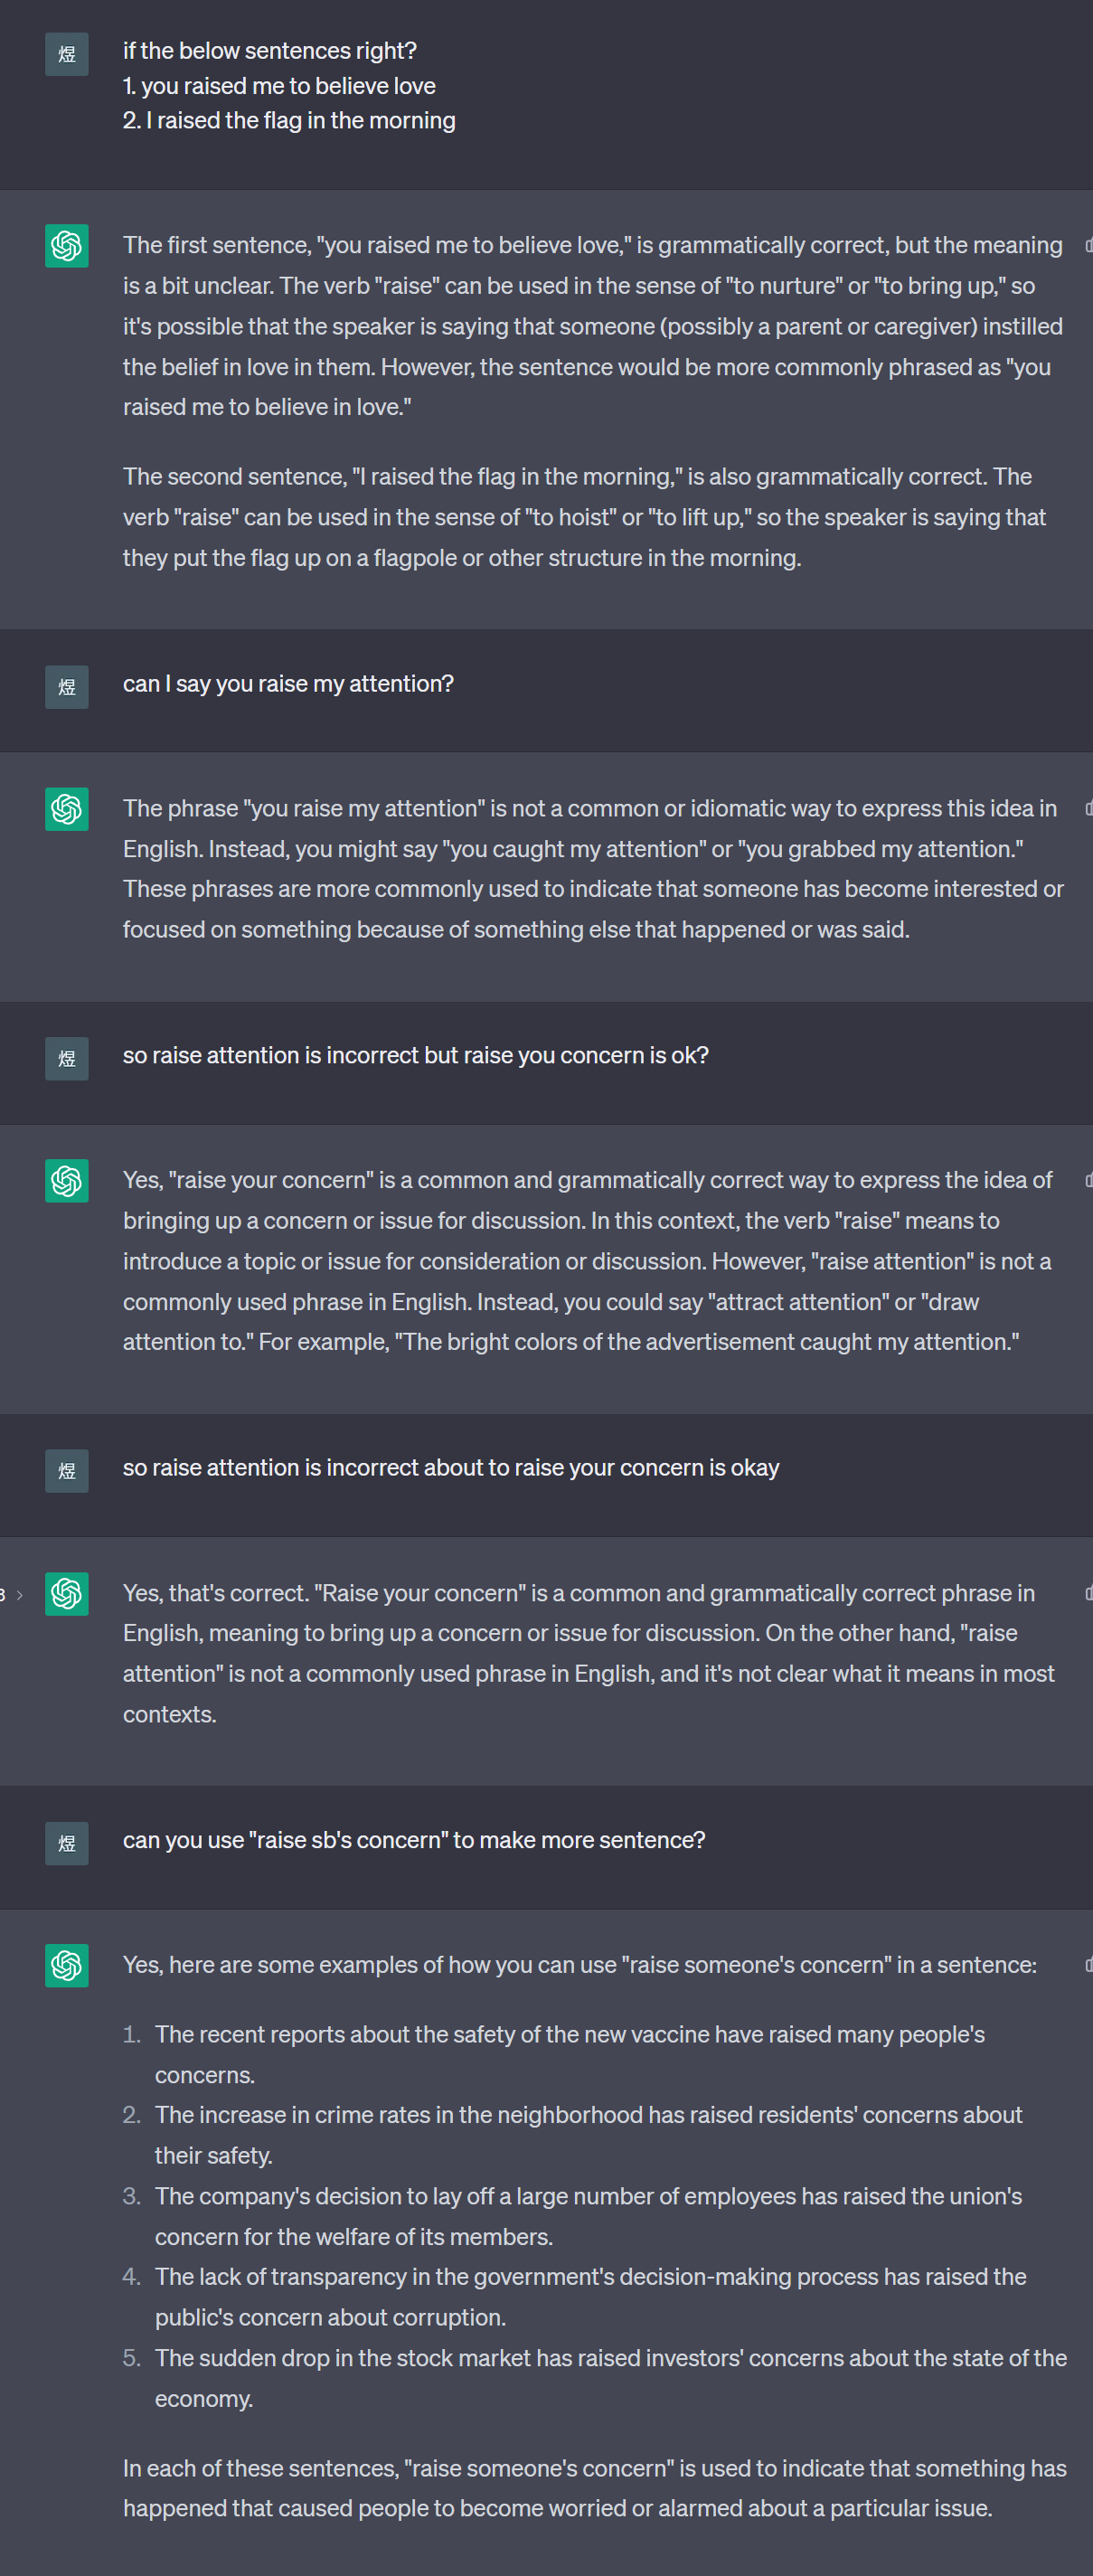 煜
if the below sentences right?
1. you raised me to believe love
2. I raised the flag in the morning
The first sentence, "you raised me to believe love," is grammatically correct, but the meaning
is a bit unclear. The verb "raise" can be used in the sense of "to nurture" or "to bring up," so
it's possible that the speaker is saying that someone (possibly a parent or caregiver) instilled
the belief in love in them. However, the sentence would be more commonly phrased as "you
raised me to believe in love."
The second sentence, "I raised the flag in the morning," is also grammatically correct. The
verb "raise" can be used in the sense of "to hoist" or "to lift up," so the speaker is saying that
they put the flag up on a flagpole or other structure in the morning.
煜
can I say you raise my attention?
The phrase "you raise my attention" is not a common or idiomatic way to express this idea in
English. Instead, you might say "you caught my attention" or "you grabbed my attention."
These phrases are more commonly used to indicate that someone has become interested or
focused on something because of something else that happened or was said.
煜
so raise attention is incorrect but raise you concern is ok?
Yes, "raise your concern" is a common and grammatically correct way to express the idea of
bringing up a concern or issue for discussion. In this context, the verb "raise" means to
introduce a topic or issue for consideration or discussion. However, "raise attention" is not a
commonly used phrase in English. Instead, you could say "attract attention" or "draw
attention to." For example, "The bright colors of the advertisement caught my attention."
煜
so raise attention is incorrect about to raise your concern is okay
Yes, that's correct. "Raise your concern" is a common and grammatically correct phrase in
English, meaning to bring up a concern or issue for discussion. On the other hand, "raise
attention" is not a commonly used phrase in English, and it's not clear what it means in most
contexts.
煜
can you use "raise sb's concern" to make more sentence?
Yes, here are some examples of how you can use "raise someone's concern" in a sentence:
1. The recent reports about the safety of the new vaccine have raised many people's
concerns.
2. The increase in crime rates in the neighborhood has raised residents' concerns about
their safety.
3. The company's decision to lay off a large number of employees has raised the union's
concern for the welfare of its members.
4. The lack of transparency in the government's decision-making process has raised the
public's concern about corruption.
5. The sudden drop in the stock market has raised investors' concerns about the state of the
economy.
In each of these sentences, "raise someone's concern" is used to indicate that something has
happened that caused people to become worried or alarmed about a particular issue.